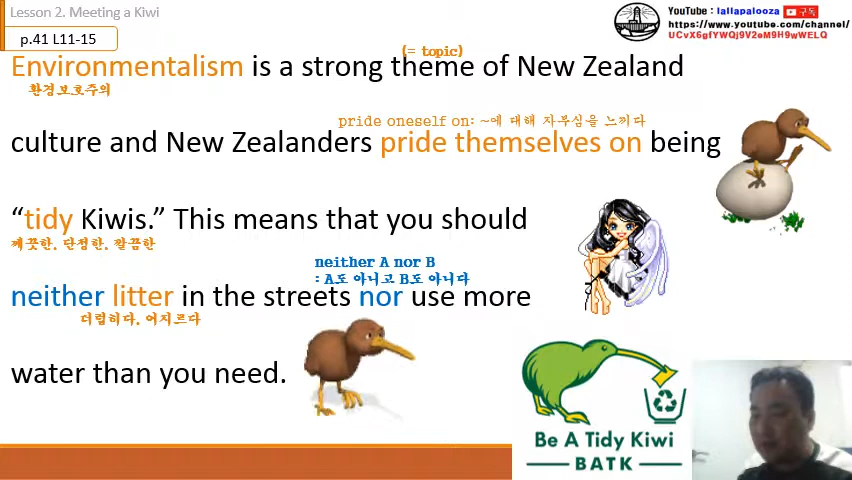 Lesson 2. Meeting a Kiwi
YouTube : lallapalooza 구독
https://www.youtube.com/channel/
UCvX6gfYWQj9V2eM9H9wWELQ
p.41 L11-15
(= topic)
Environmentalism is a strong theme of New Zealand
환경보호주의
pride oneself on: ~에 대해 자부심을 느끼다
culture and New Zealanders pride themselves on being
“tidy Kiwis.” This means that you should
깨끗한, 단정한, 깔끔한
neither A nor B
: A도 아니고 B도 아니다
neither litter in the streets nor use more
더럽히다, 어지르다
water than you need.
Be A Tidy Kiwi
BATK